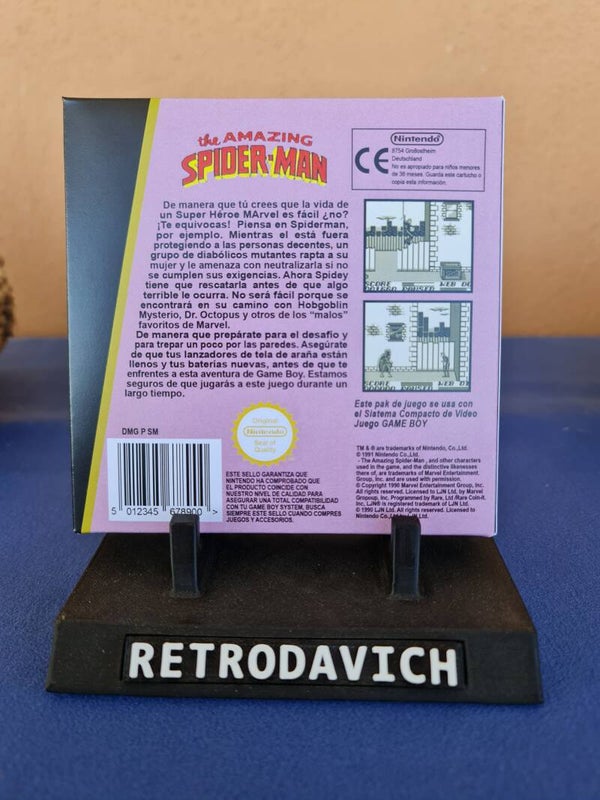 the AMAZING
SPIDER-MAN
De manera que tú crees que la vida de
un Super Héroe MArvel es fácil ¿no?
¡Te equivocas! Piensa en Spiderman,
por ejemplo. Mientras el está fuera
protegiendo a las personas decentes, un
grupo de diabólicos mutantes rapta a su
mujer y le amenaza con neutralizarla si no
se cumplen sus exigencias. Ahora Spidey
tiene que rescatarla antes de que algo
terrible le ocurra. No será fácil porque se
encontrará en su camino con Hobgoblin
Mysterio, Dr. Octopus y otros de los “malos”
favoritos de Marvel.
De manera que prepárate para el desafio y
para trepar un poco por las paredes. Asegúrate
de que tus lanzadores de tela de araña están
llenos y tus baterías nuevas, antes de que te
enfrentes a esta aventura de Game Boy. Estamos
seguros de que jugarás a este juego durante un
largo tiempo.
Nintendo
CE
8754 Großostheim
Deutschland
No es apropiado para niños menores
de 36 meses. Guarda este cartucho o
copia esta información.
SCORE WEB
SCORE WEB
Este pak de juego se usa con
el Sistema Compacto de Video
Juego GAME BOY
DMG P SM
5 012345 678900 >
Original
Nintendo
Seal of
Quality
ESTE SELLO GARANTIZA QUE
NINTENDO HA COMPROBADO QUE
EL PRODUCTO COINCIDE CON
NUESTRO NIVEL DE CALIDAD PARA
ASEGURAR UNA TOTAL COMPATIBILIDAD
CON TU GAME BOY SYSTEM, BUSCA
SIEMPRE ESTE SELLO CUANDO COMPRES
JUEGOS Y ACCESORIOS.
TM & ® are trademarks of Nintendo, Co.,Ltd.
© 1991 Nintendo Co.,Ltd.
- The Amazing Spider-Man, and other characters
used in the game, and the distinctive likenesses
there of, are trademarks of Marvel Entertainment
Group, Inc. and are used with permission.
© Copyright 1990 Marvel Entertainment Group, Inc.
All rights reserved. Licensed to LJN Ltd. by Marvel
Inc. LJN® is registered trademark of LJN Ltd.
© 1990 LJN Ltd. All rights reserved. Licensed to
Nintendo Co. Ltd.
RETRODAVICH